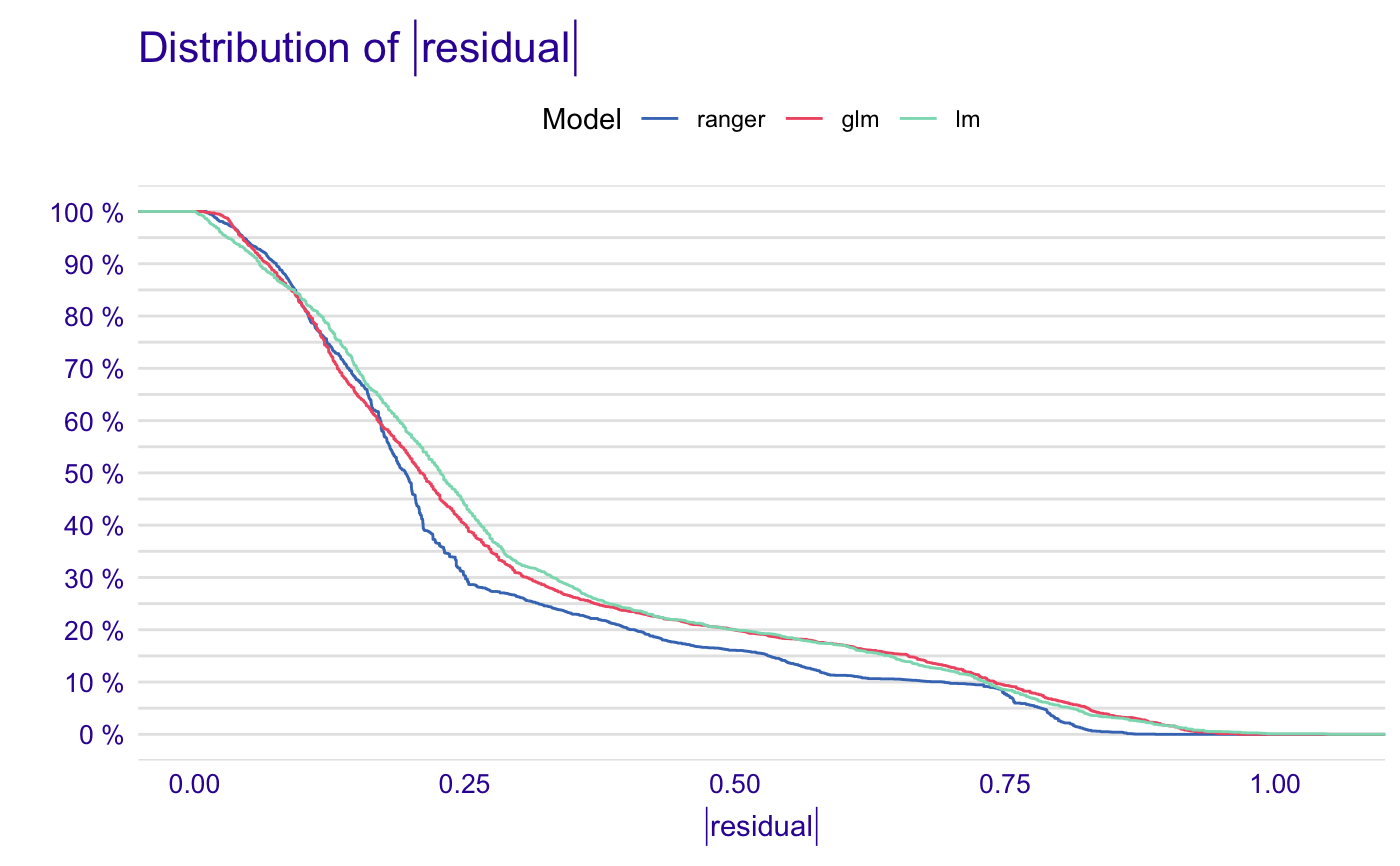 Distribution of |residual|
Model ranger glm lm
100 %
90 %
80 %
70 %
60 %
50 %
40 %
30 %
20 %
10 %
0 %
0.00 0.25 0.50 0.75 1.00
|residual|